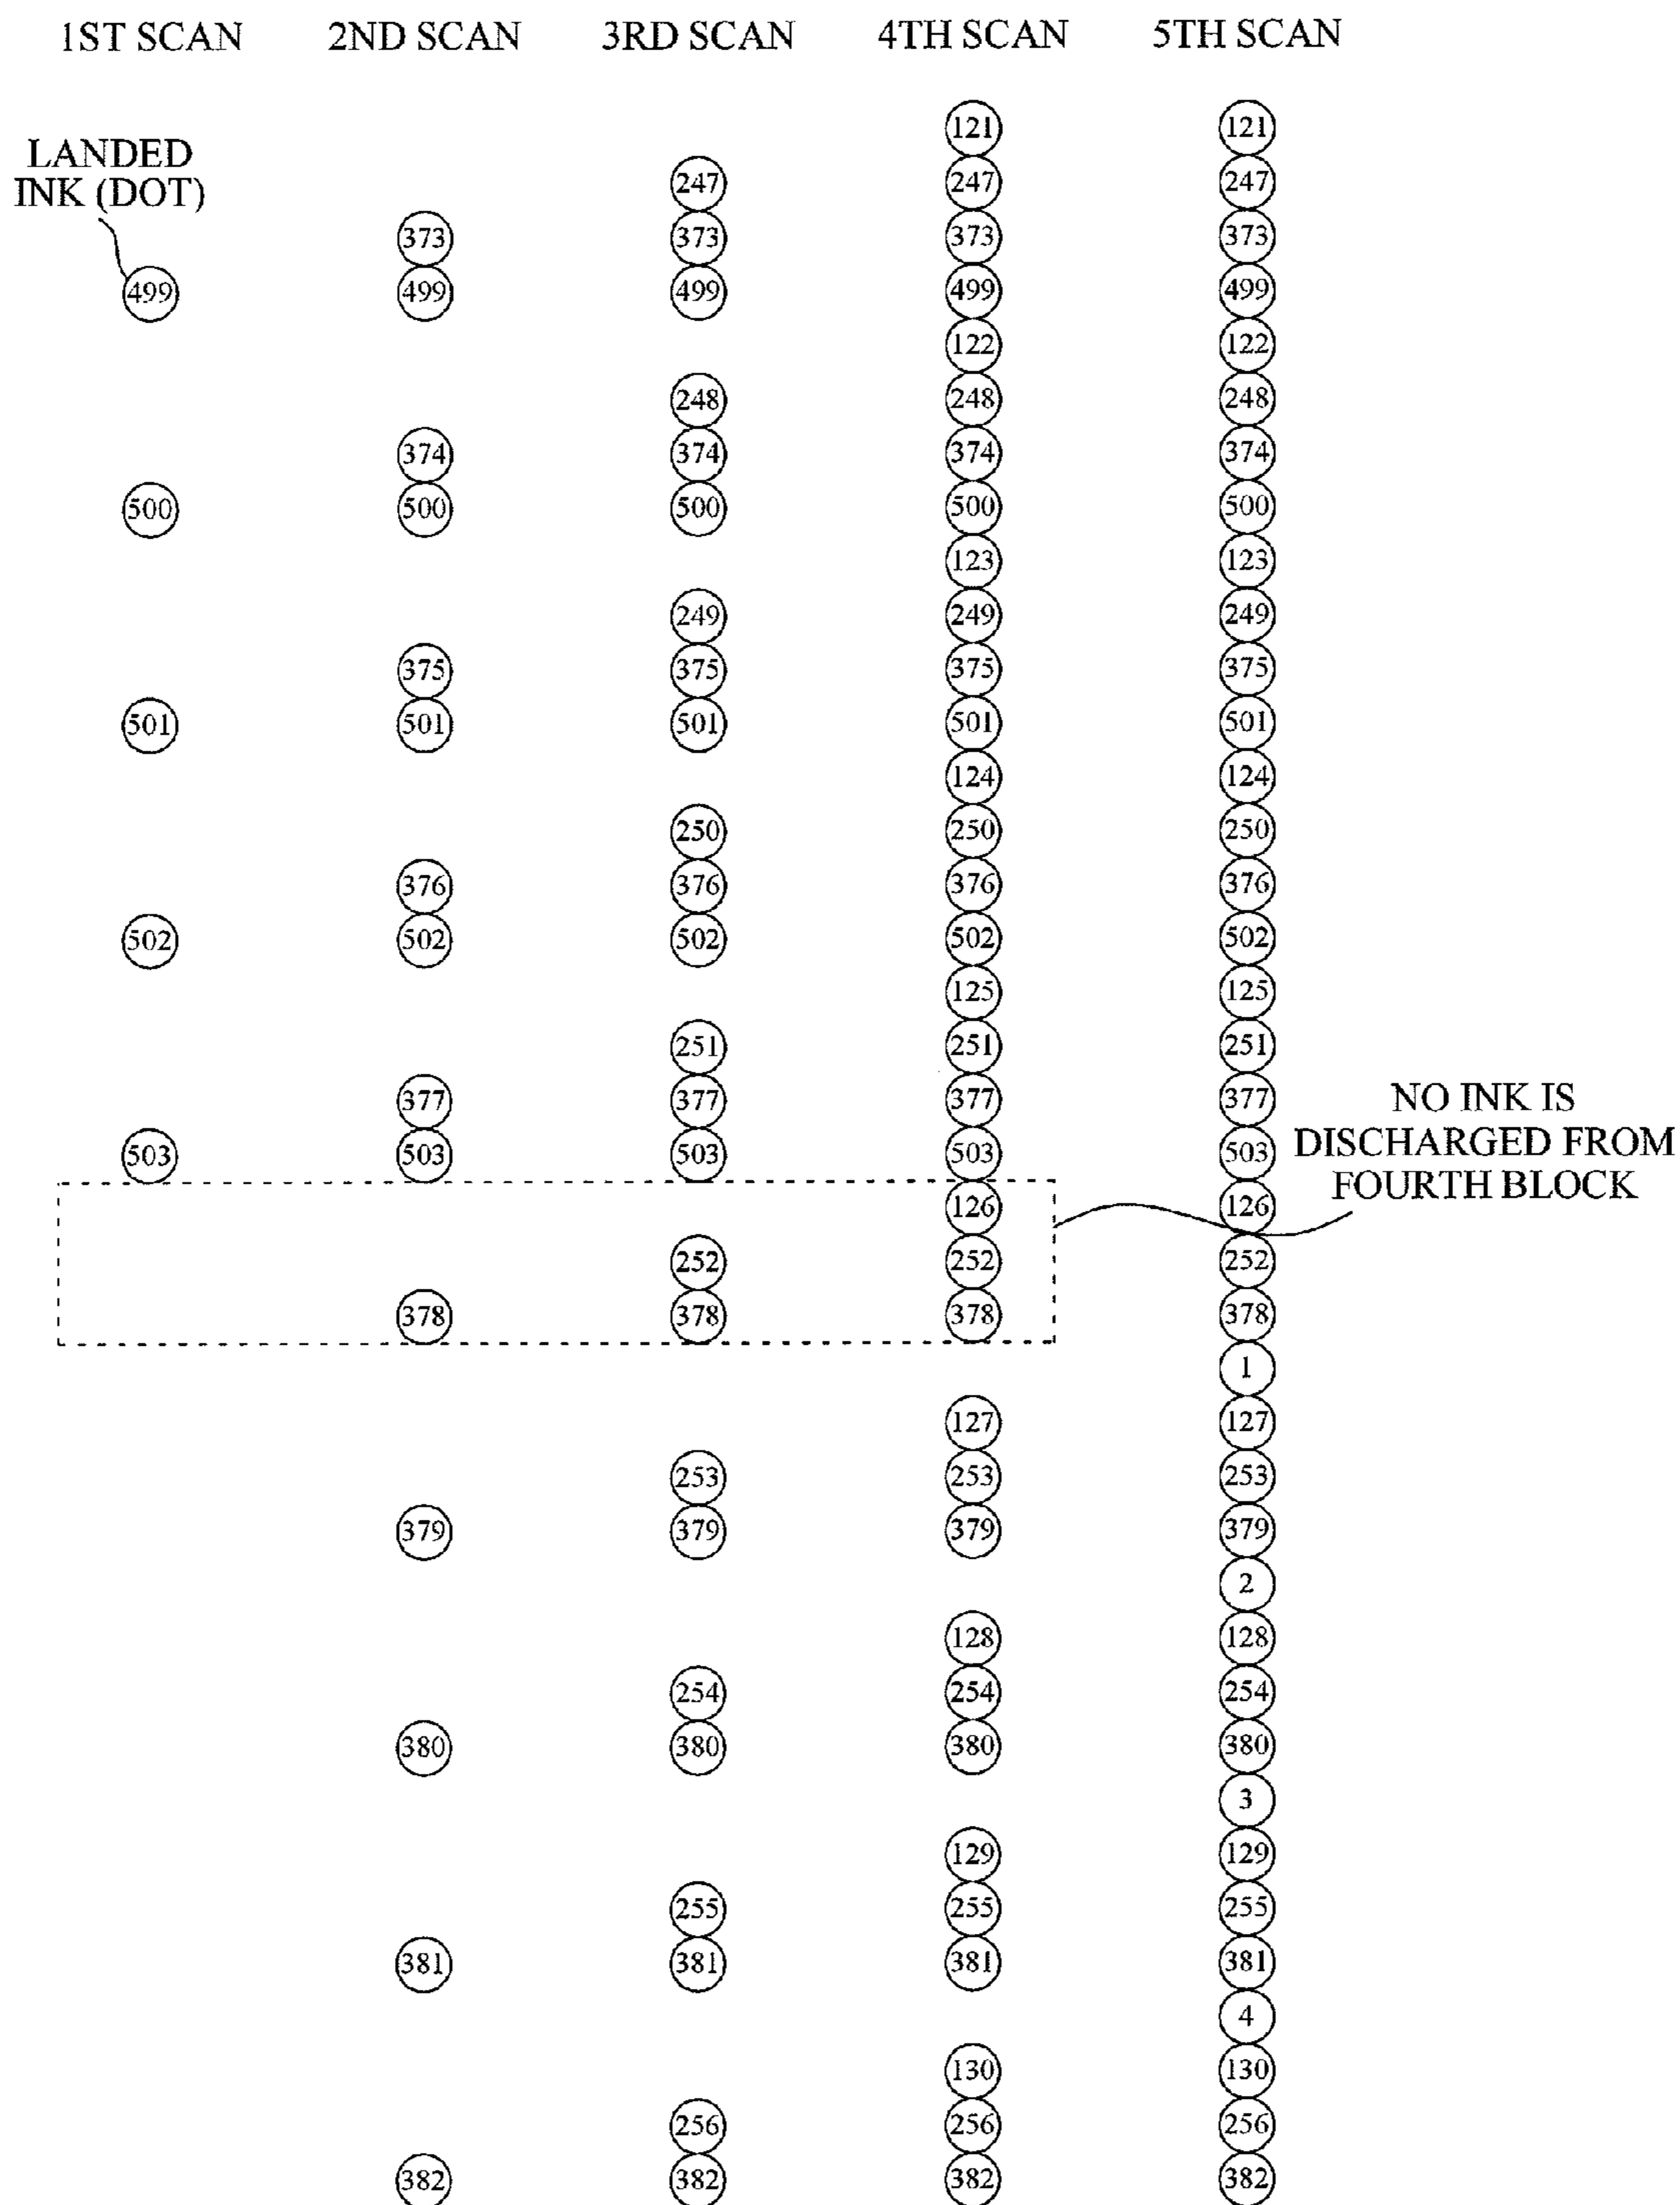 1ST SCAN 2ND SCAN 3RD SCAN 4TH SCAN 5TH SCAN
121 121
LANDED
INK (DOT)
247 247 247
373 373 373 373
499 499 499 499 499
122 122
248 248 248
374 374 374 374
500 500 500 500 500
123 123
249 249 249
375 375 375 375
501 501 501 501 501
124 124
250 250 250
376 376 376 376
502 502 502 502 502
125 125
251 251 251
377 377 377 377
503 503 503 503 503
NO INK IS
DISCHARGED FROM
FOURTH BLOCK
126 126
252 252 252
378 378 378 378
1
127 127
253 253 253
379 379 379 379
2
128 128
254 254 254
380 380 380 380
3
129 129
255 255 255
381 381 381 381
4
130 130
256 256 256
382 382 382 382